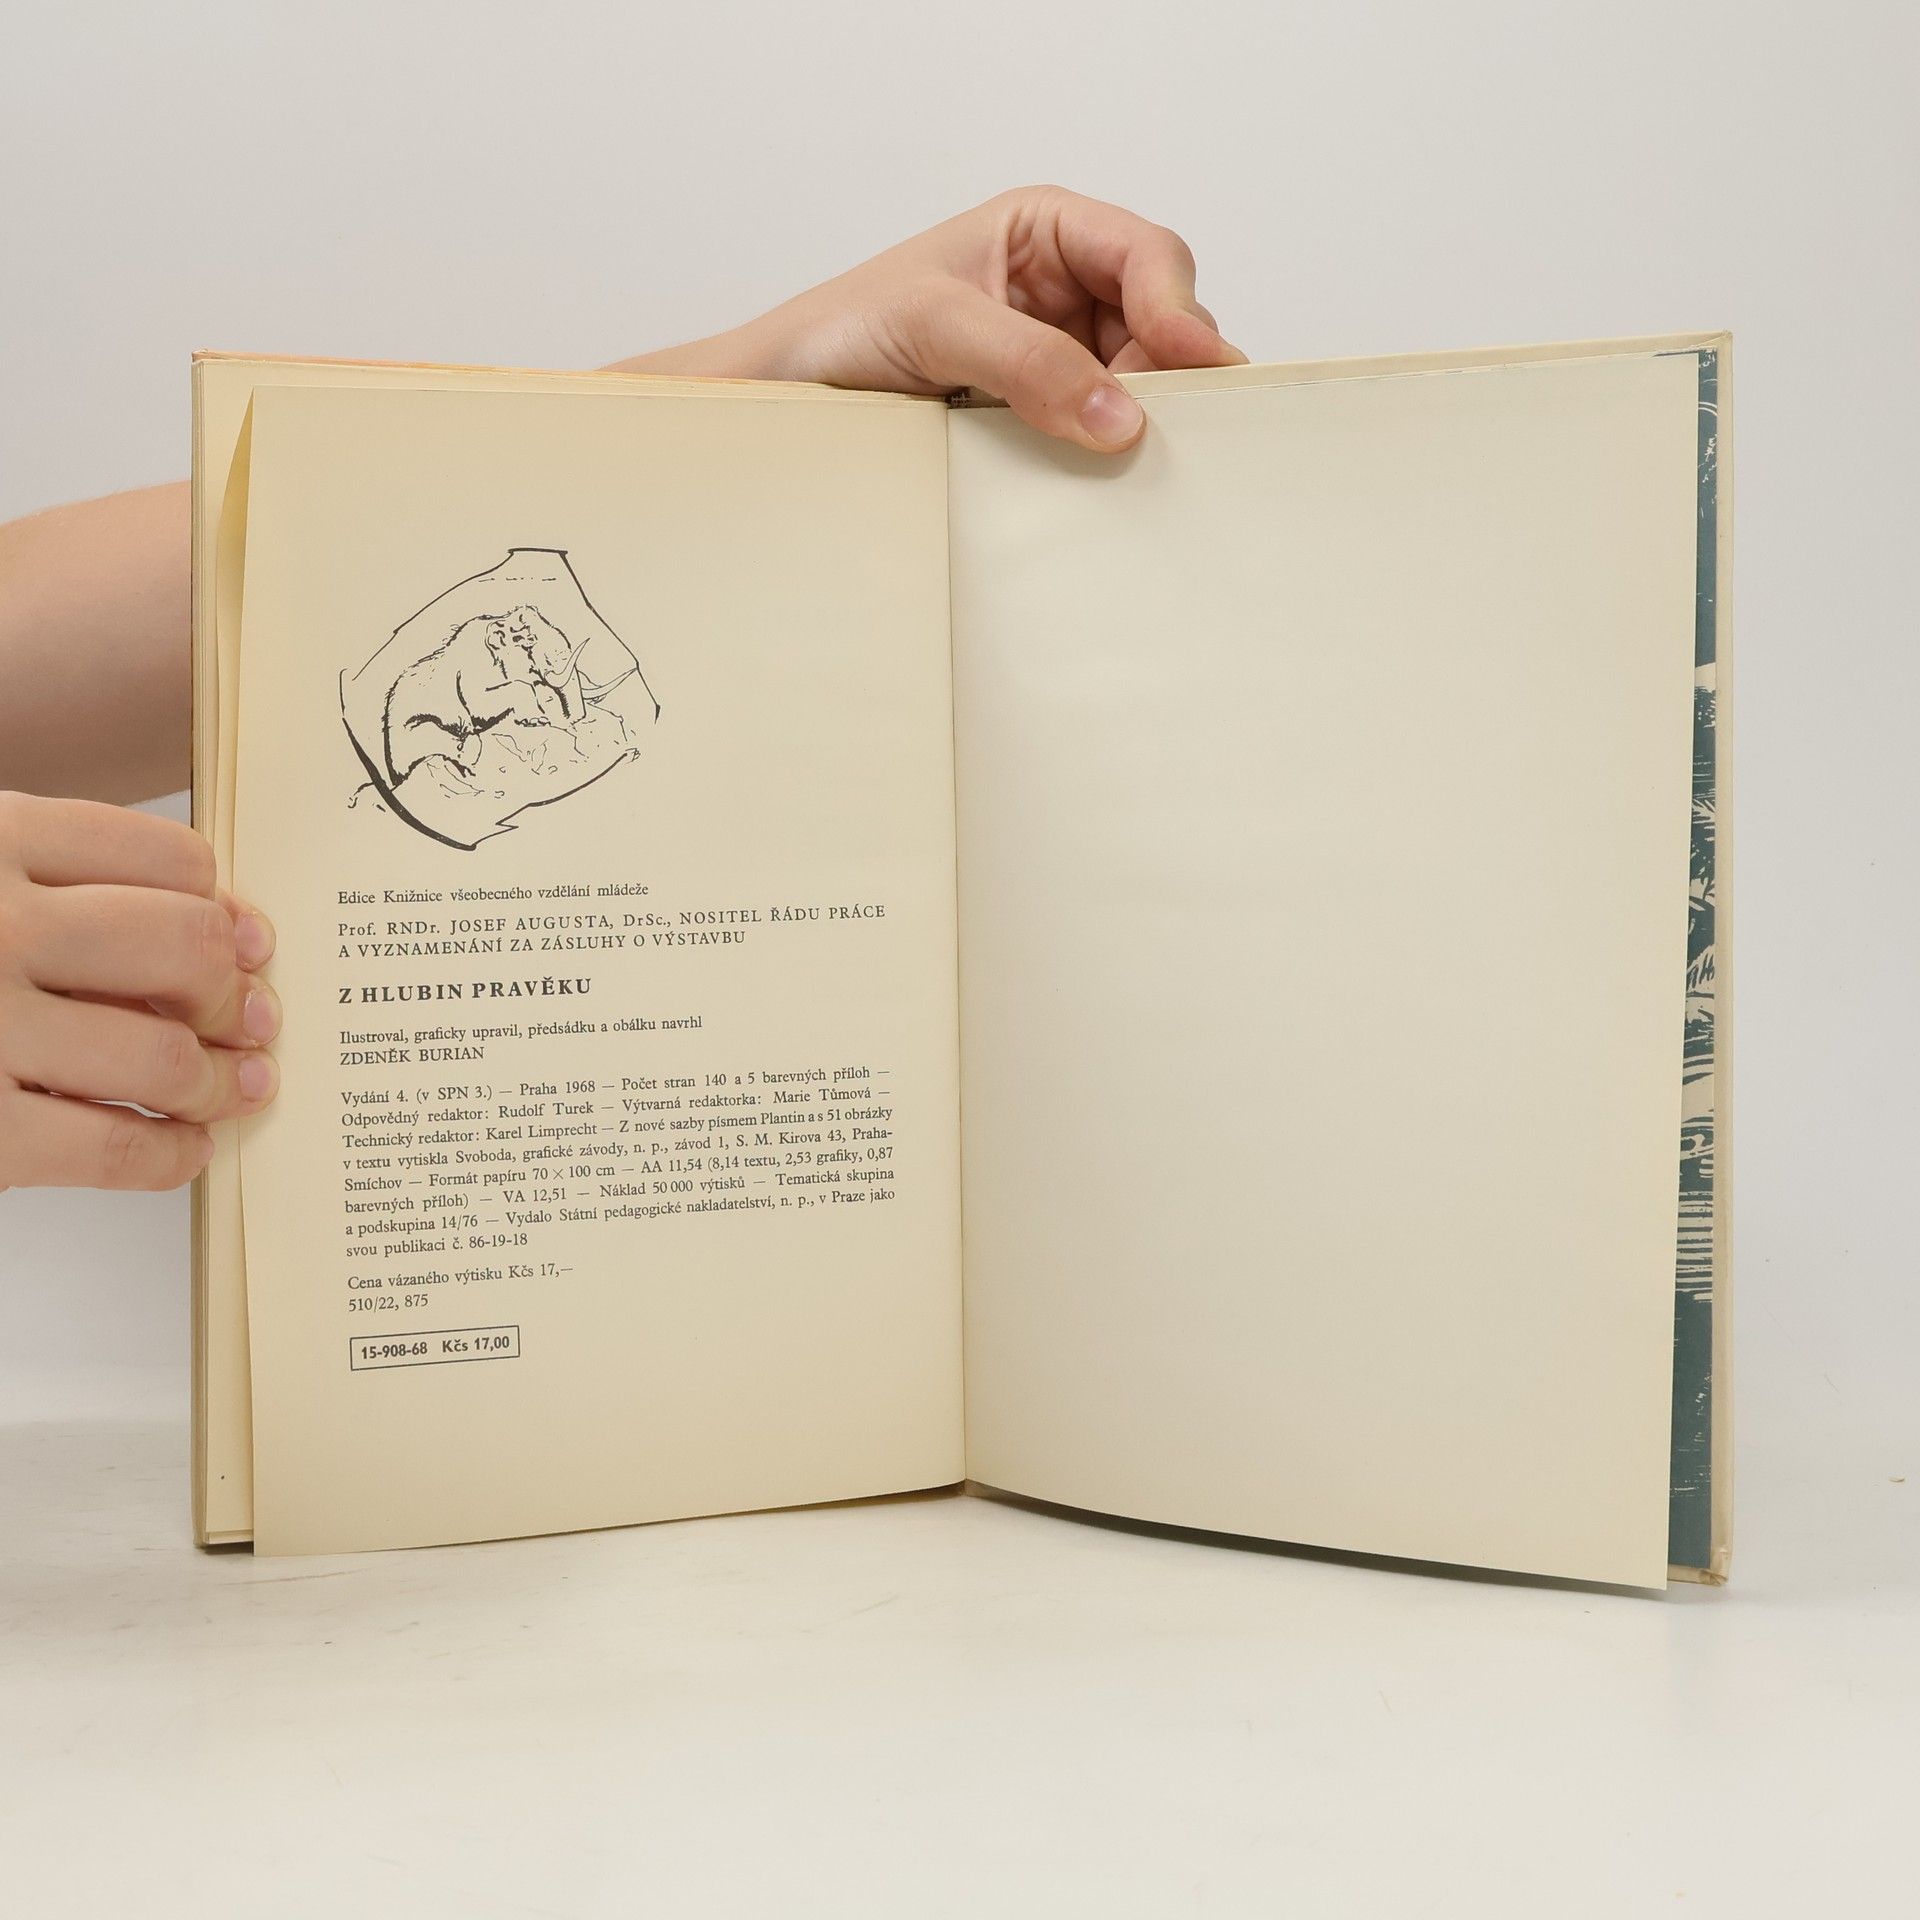 Edice Knižnice všeobecného vzdělání mládeže
Prof. RNDr. JOSEF AUGUSTA, DrSc., NOSITEL ŘÁDU PRÁCE
A VYZNAMENÁNÍ ZA ZÁSLUHY O VÝSTAVBU
Z HLUBIN PRAVĚKU
Ilustroval, graficky upravil, předsádku a obálku navrhl
ZDENĚK BURIAN
Vydání 4. (v SPN 3.) — Praha 1968 — Počet stran 140 a 5 barevných příloh —
Odpovědný redaktor: Rudolf Turek — Výtvarná redaktorka: Marie Tůmová —
Technický redaktor: Karel Limprecht — Z nové sazby písmem Plantin a s 51 obrázky
v textu vytiskla Svoboda, grafické závody, n. p., závod 1, S. M. Kirova 43, Praha-
Smíchov — Formát papíru 70 × 100 cm — AA 11,54 (8,14 textu, 2,53 grafiky, 0,87
barevných příloh) — VA 12,51 — Náklad 50 000 výtisků — Tematická skupina
a podskupina 14/76 — Vydalo Státní pedagogické nakladatelství, n. p., v Praze jako
svou publikaci č. 86-19-18
Cena vázaného výtisku Kčs 17,—
510/22, 875
15-908-68 Kčs 17,00